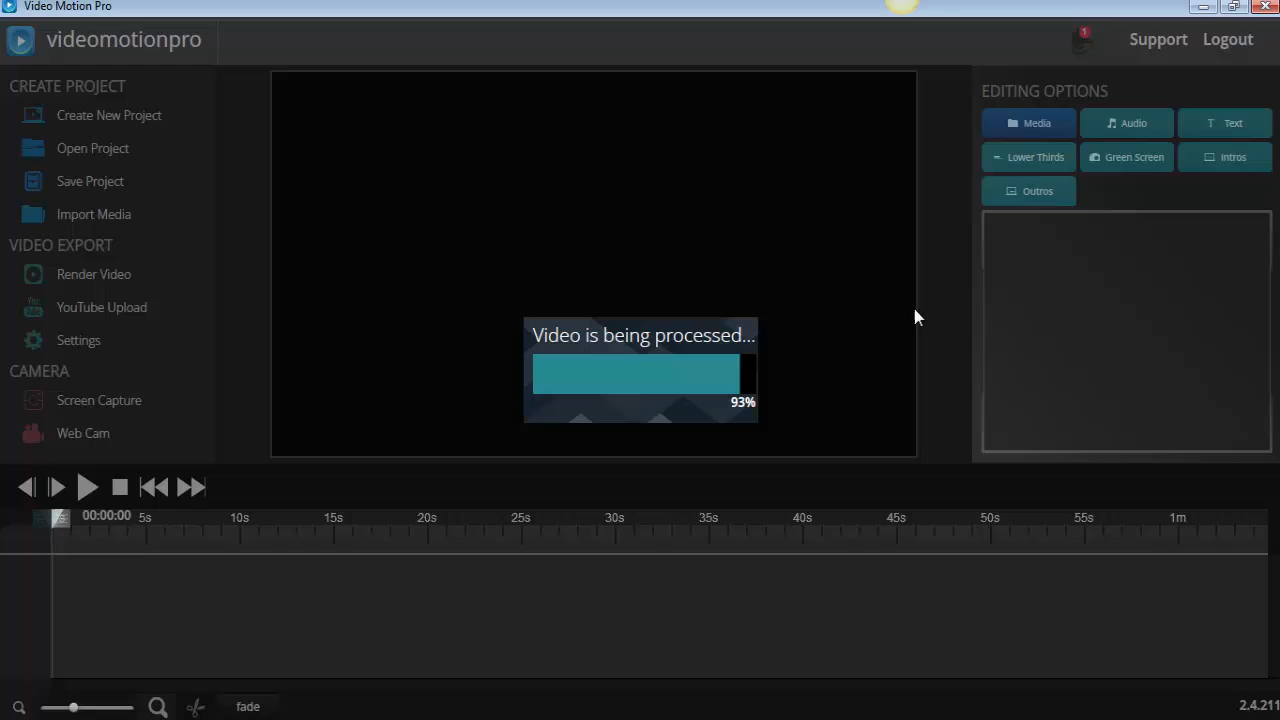 Video Motion Pro
videomotionpro
1
Support
Logout
CREATE PROJECT
Create New Project
Open Project
Save Project
Import Media
VIDEO EXPORT
Render Video
YouTube Upload
Settings
CAMERA
Screen Capture
Web Cam
Video is being processed...
93%
EDITING OPTIONS
Media
Audio
T Text
Lower Thirds
Green Screen
Intros
Outros
00:00:00 5s 10s 15s 20s 25s 30s 35s 40s 45s 50s 55s 1m
fade
2.4.211